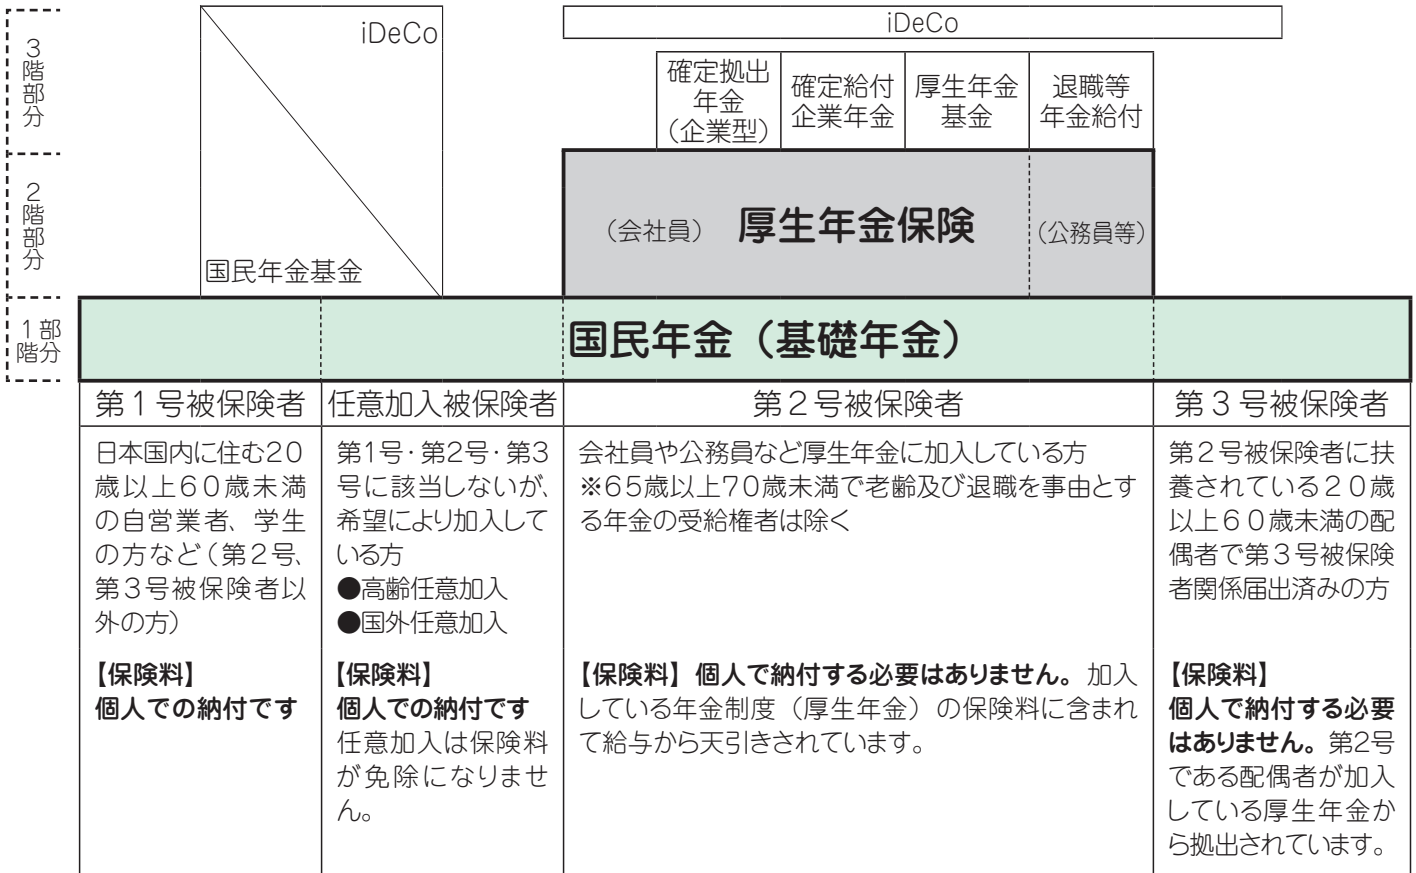 3階部分
iDeCo
国民年金基金
iDeCo
確定拠出
年金
（企業型）
確定給付
企業年金
厚生年金
基金
退職等
年金給付
2階部分
（会社員）厚生年金保険
（公務員等）
1階部分
国民年金（基礎年金）
第1号被保険者
日本国内に住む20
歳以上60歳未満
の自営業者、学生
の方など（第2号、
第3号被保険者以
外の方）
【保険料】
個人での納付です
任意加入被保険者
第1号・第2号・第3
号に該当しないが、
希望により加入して
いる方
●高齢任意加入
●国外任意加入
【保険料】
個人での納付です
任意加入は保険料
が免除になりませ
ん。
第2号被保険者
会社員や公務員など厚生年金に加入している方
※65歳以上70歳未満で老齢及び退職を事由とす
る年金の受給権者は除く
【保険料】個人で納付する必要はありません。加入
している年金制度（厚生年金）の保険料に含まれ
て給与から天引きされています。
第3号被保険者
第2号被保険者に扶
養されている20歳
以上60歳未満の配
偶者で第3号被保険
者関係届出済みの方
【保険料】
個人で納付する必要
はありません。第2号
である配偶者が加入
している厚生年金か
ら拠出されています。